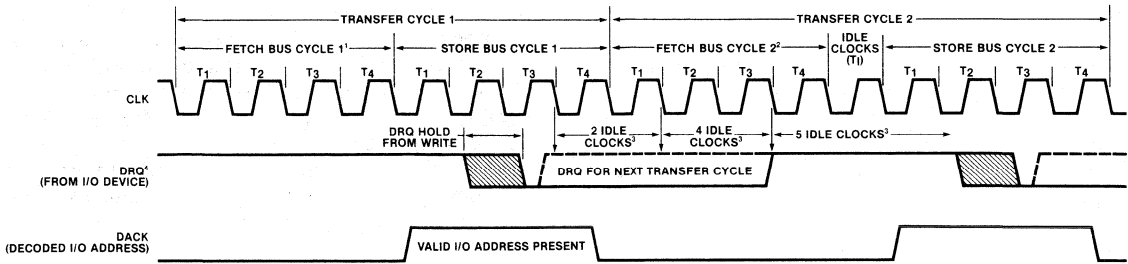 TRANSFER CYCLE 1
TRANSFER CYCLE 2
FETCH BUS CYCLE 1¹
STORE BUS CYCLE 1
FETCH BUS CYCLE 2²
IDLE
CLOCKS
(TI)
STORE BUS CYCLE 2
T1 T2 T3 T4 T1 T2 T3 T4 T1 T2 T3 T4 T1 T2 T3 T4
CLK
DRQ HOLD
FROM WRITE
2 IDLE
CLOCKS³
4 IDLE
CLOCKS³
5 IDLE CLOCKS³
DRQ⁴
(FROM I/O DEVICE)
DRQ FOR NEXT TRANSFER CYCLE
DACK
(DECODED I/O ADDRESS)
VALID I/O ADDRESS PRESENT